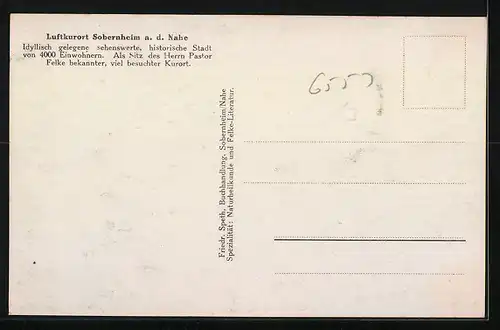 Luftkurort Sobernheim a. d. Nahe
Idyllisch gelegene sehenswerte, historische Stadt
von 4000 Einwohnern. Als Sitz des Herrn Pastor
Felke bekannter, viel besuchter Kurort.
Friedr. Speth, Buchhandlung, Sobernheim/Nahe
Spezialität: Naturheilkunde und Felke-Literatur.